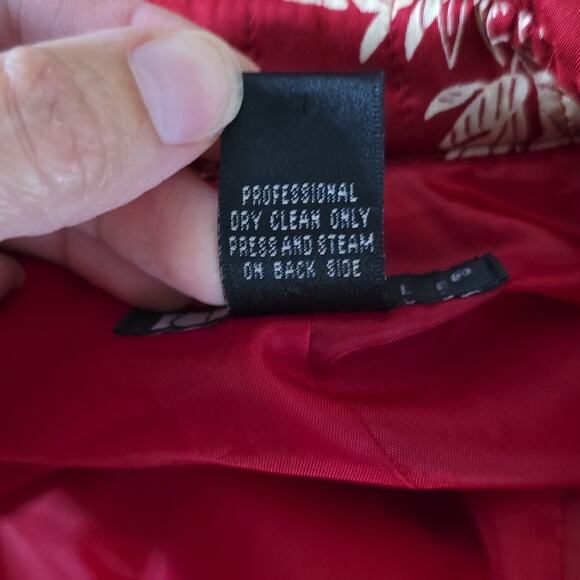 PROFESSIONAL
DRY CLEAN ONLY
PRESS AND STEAM
ON BACK SIDE